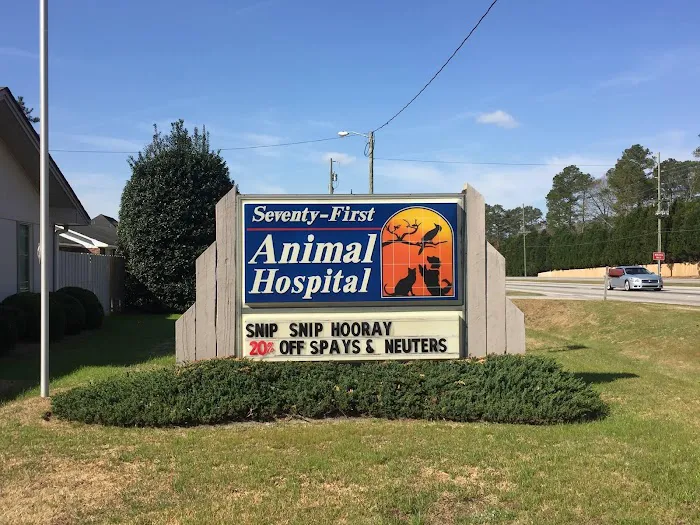 Seventy-First
Animal
Hospital
SNIP SNIP HOORAY
20% OFF SPAYS & NEUTERS